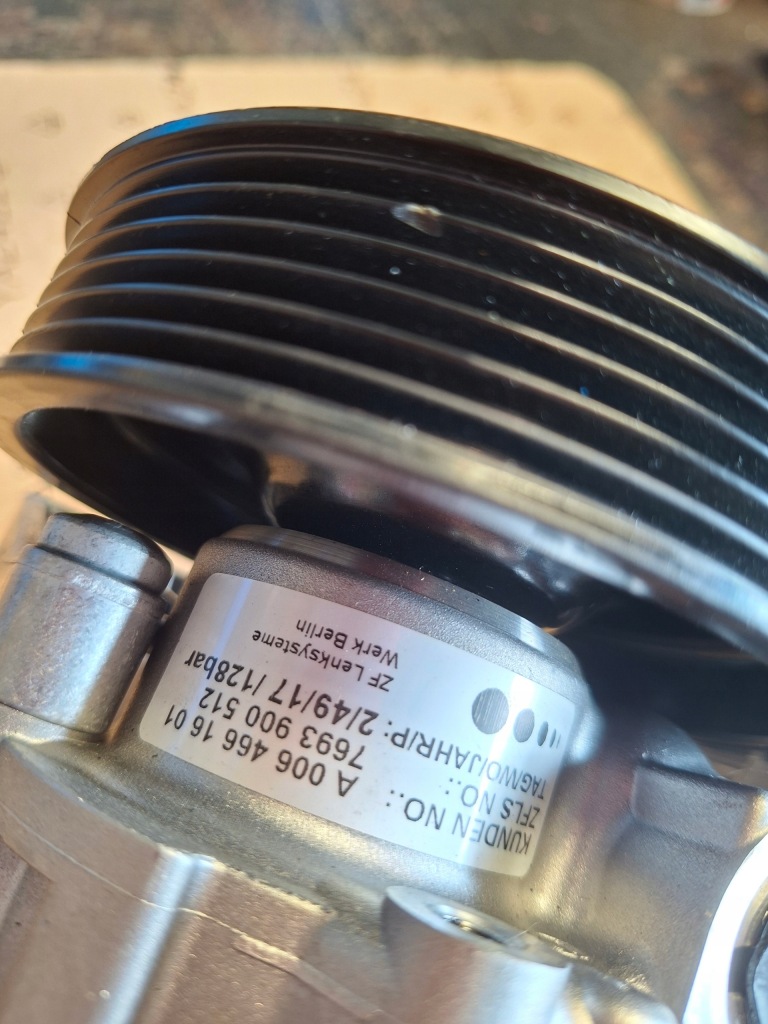 ZF Lenksysteme
Werk Berlin
TAG/WO/JAHR/P: 2/49/17 /128bar
ZFLS NO.: 7693 900 512
KUNDEN NO.: A 006 466 16 01